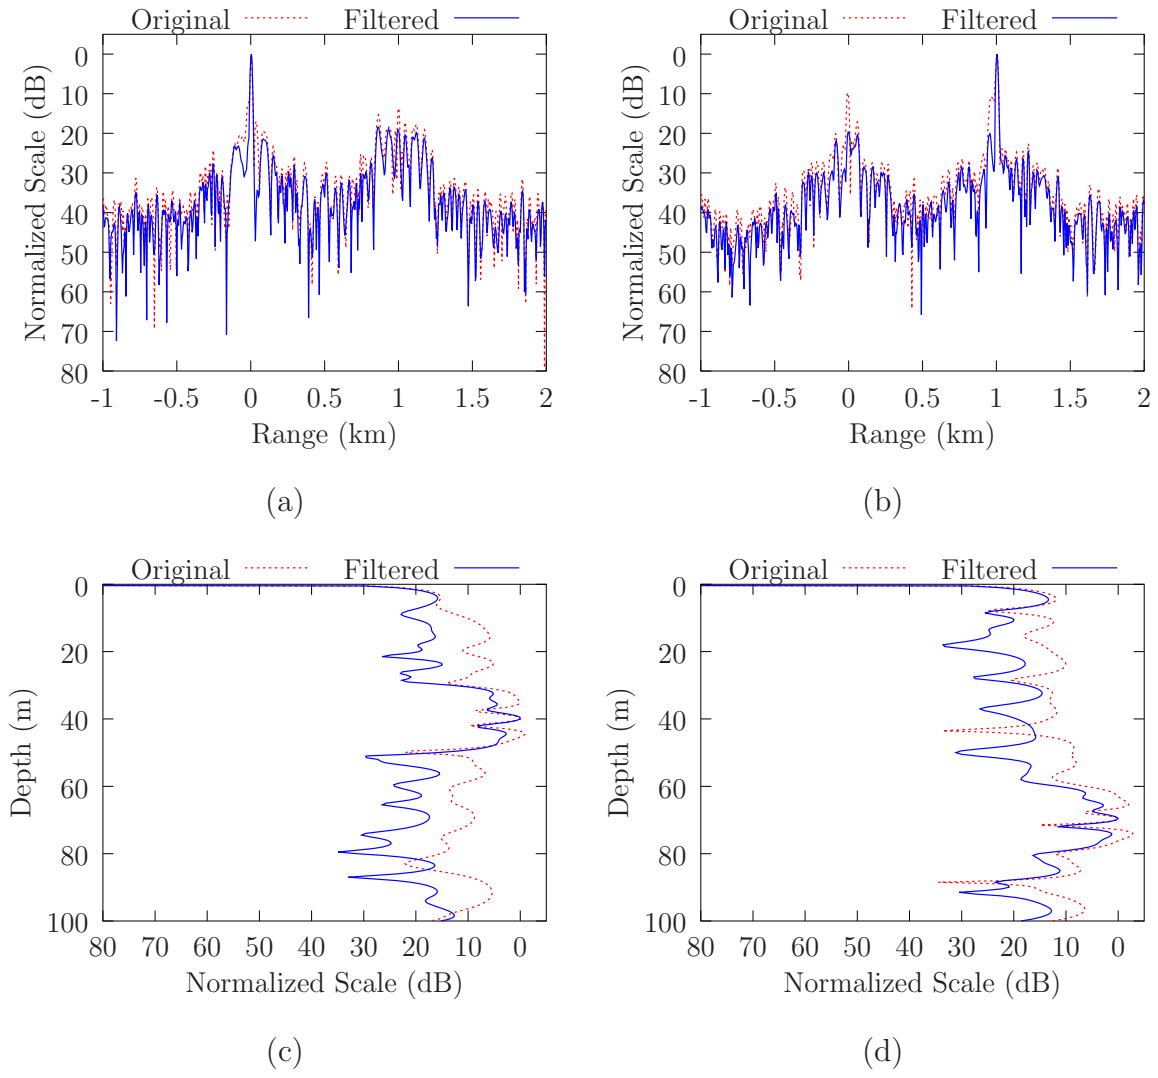 Original Filtered
Normalized Scale (dB)
0
10
20
30
40
50
60
70
80
-1 -0.5 0 0.5 1 1.5 2
Range (km)
(a)
Original Filtered
Normalized Scale (dB)
0
10
20
30
40
50
60
70
80
-1 -0.5 0 0.5 1 1.5 2
Range (km)
(b)
Original Filtered
Depth (m)
0
20
40
60
80
100
80 70 60 50 40 30 20 10 0
Normalized Scale (dB)
(c)
Original Filtered
Depth (m)
0
20
40
60
80
100
80 70 60 50 40 30 20 10 0
Normalized Scale (dB)
(d)